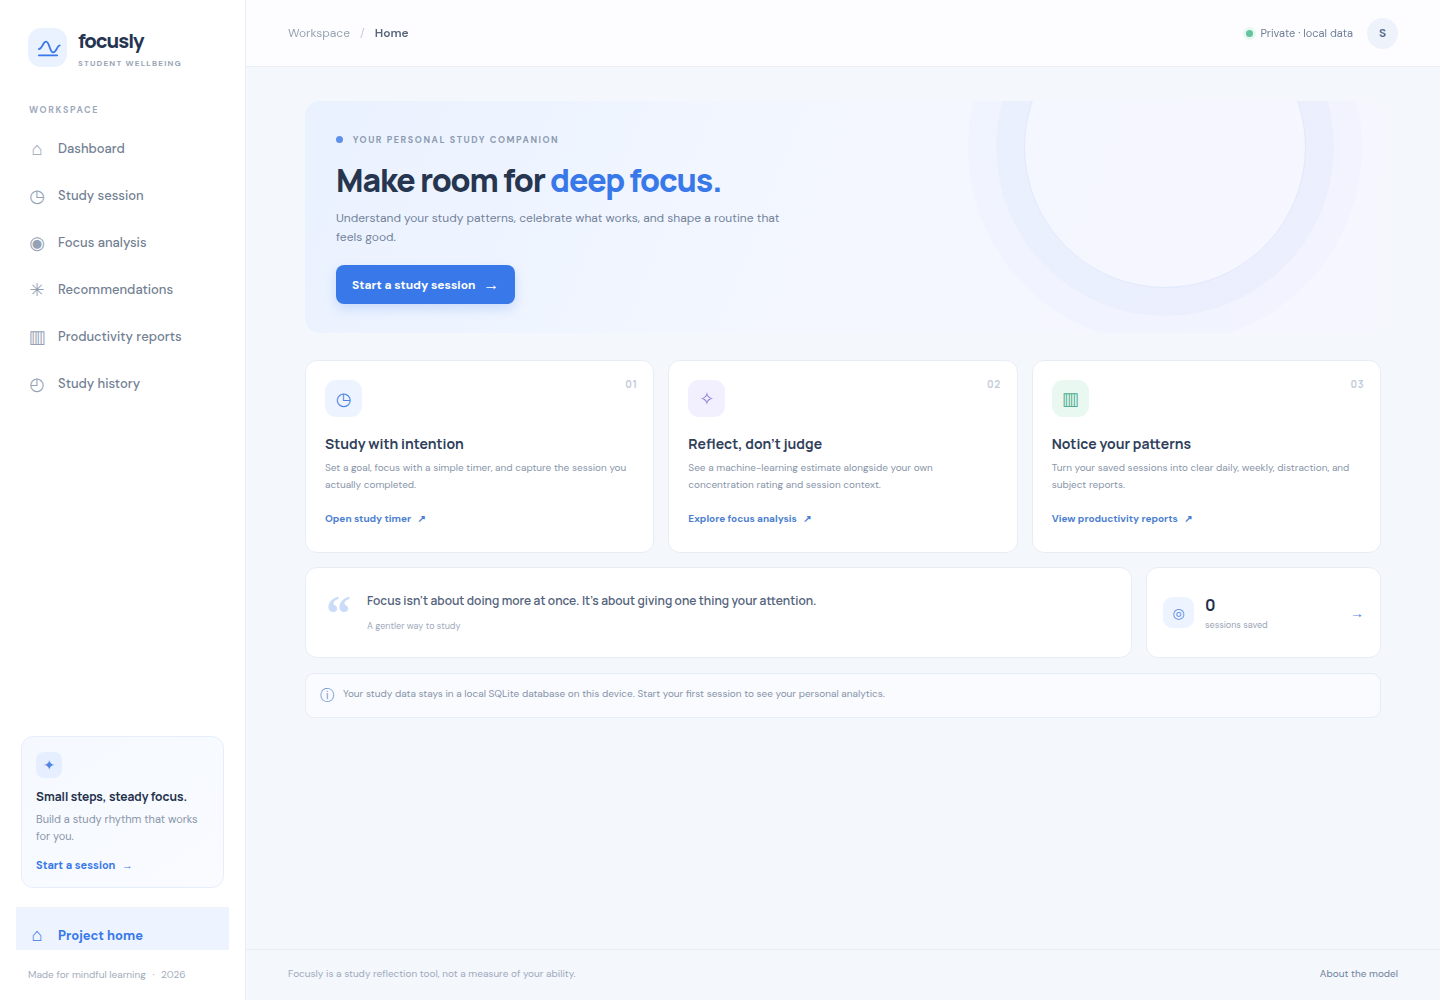 focusly
STUDENT WELLBEING
WORKSPACE
Dashboard
Study session
Focus analysis
Recommendations
Productivity reports
Study history
Small steps, steady focus.
Build a study rhythm that works
for you.
Start a session →
Project home
Made for mindful learning · 2026
Workspace / Home
Private · local data
S
YOUR PERSONAL STUDY COMPANION
Make room for deep focus.
Understand your study patterns, celebrate what works, and shape a routine that
feels good.
Start a study session →
01
Study with intention
Set a goal, focus with a simple timer, and capture the session you
actually completed.
Open study timer ↗
02
Reflect, don't judge
See a machine-learning estimate alongside your own
concentration rating and session context.
Explore focus analysis ↗
03
Notice your patterns
Turn your saved sessions into clear daily, weekly, distraction, and
subject reports.
View productivity reports ↗
“
Focus isn't about doing more at once. It's about giving one thing your attention.
A gentler way to study
0
sessions saved
→
Your study data stays in a local SQLite database on this device. Start your first session to see your personal analytics.
Focusly is a study reflection tool, not a measure of your ability.
About the model